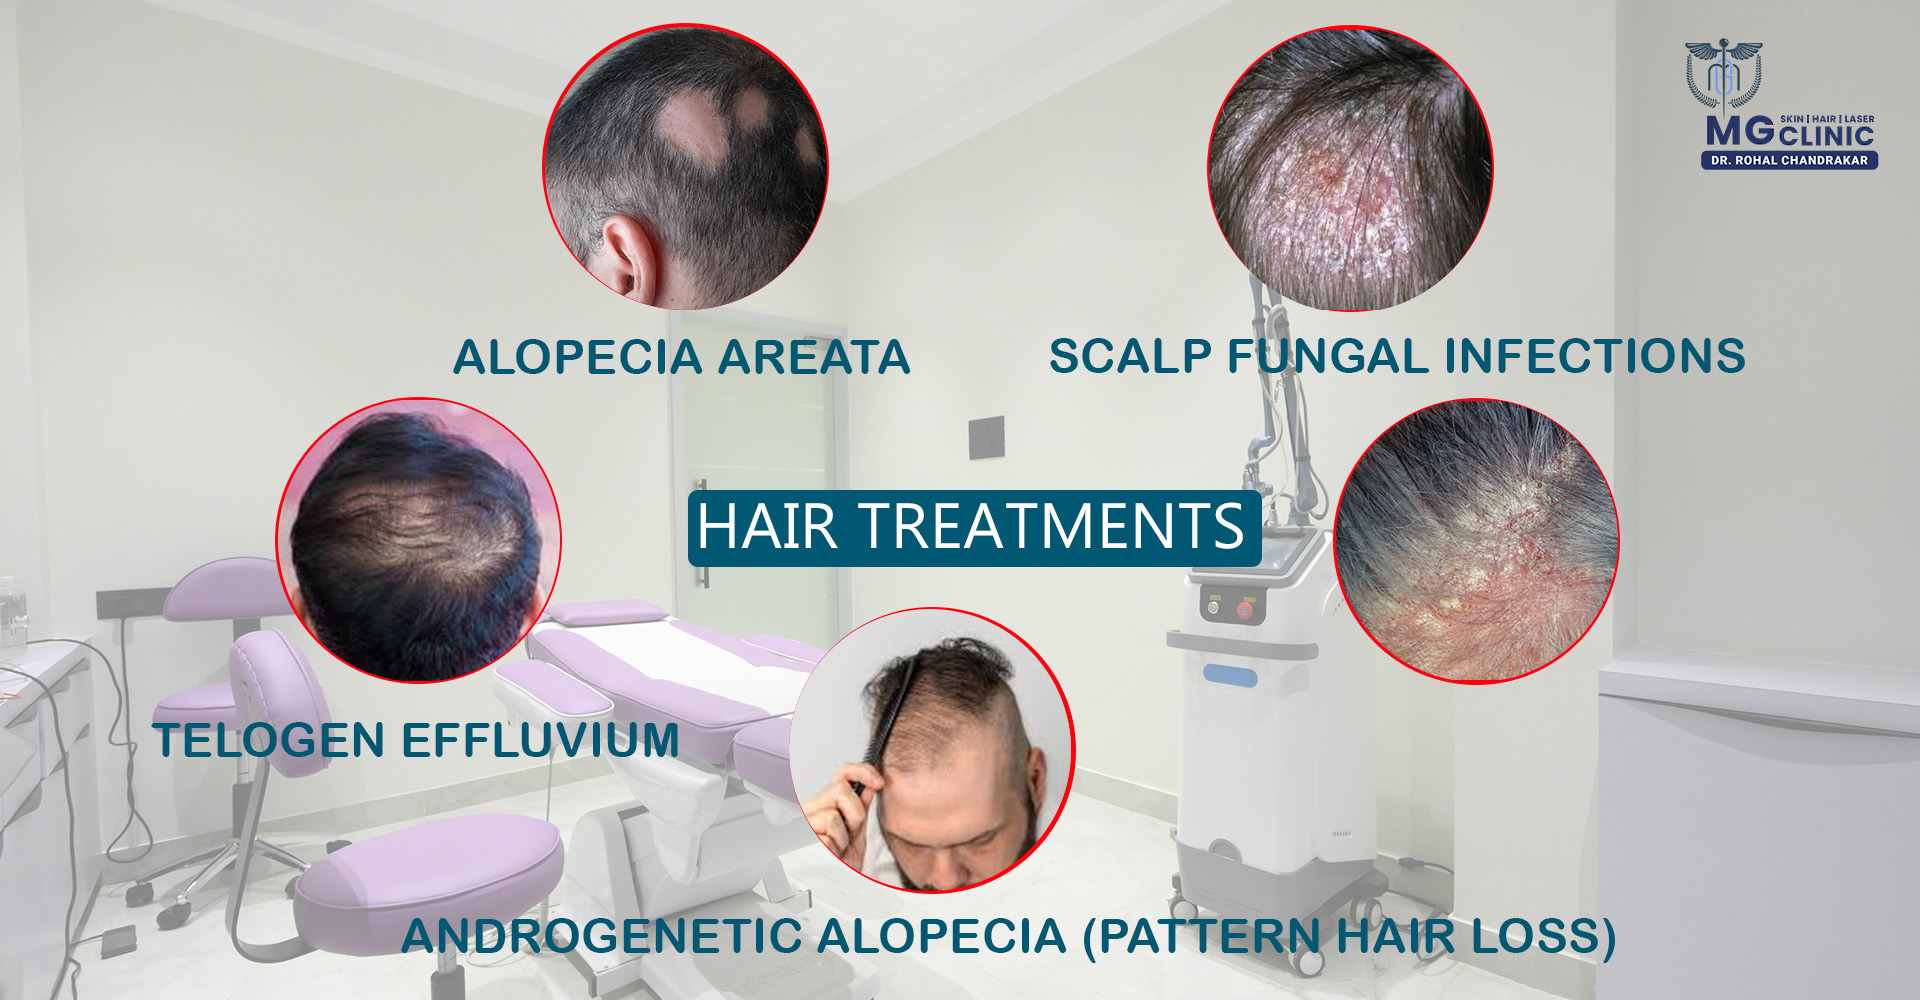 SKIN | HAIR | LASER
MG CLINIC
DR. ROHAL CHANDRAKAR
ALOPECIA AREATA
SCALP FUNGAL INFECTIONS
HAIR TREATMENTS
TELOGEN EFFLUVIUM
ANDROGENETIC ALOPECIA (PATTERN HAIR LOSS)